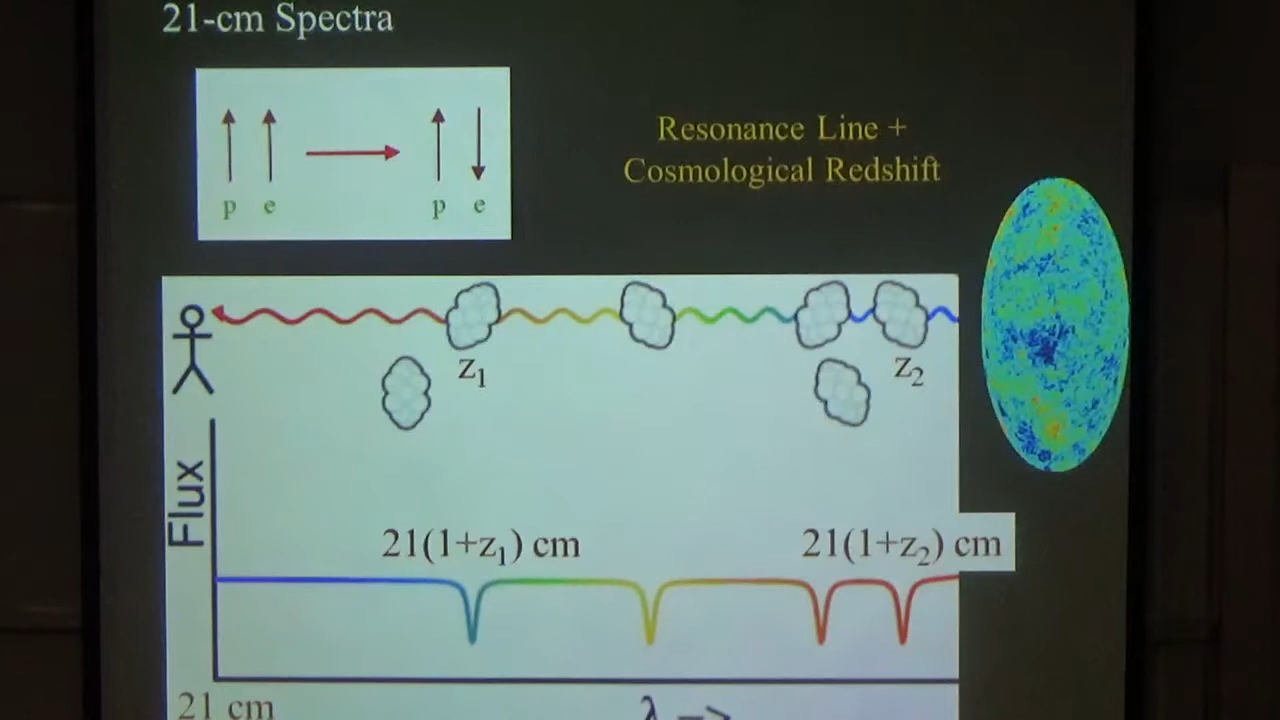 21-cm Spectra
Resonance Line +
Cosmological Redshift
p e p e
z₁ z₂
Flux
21(1+z₁) cm 21(1+z₂) cm
21 cm λ -->